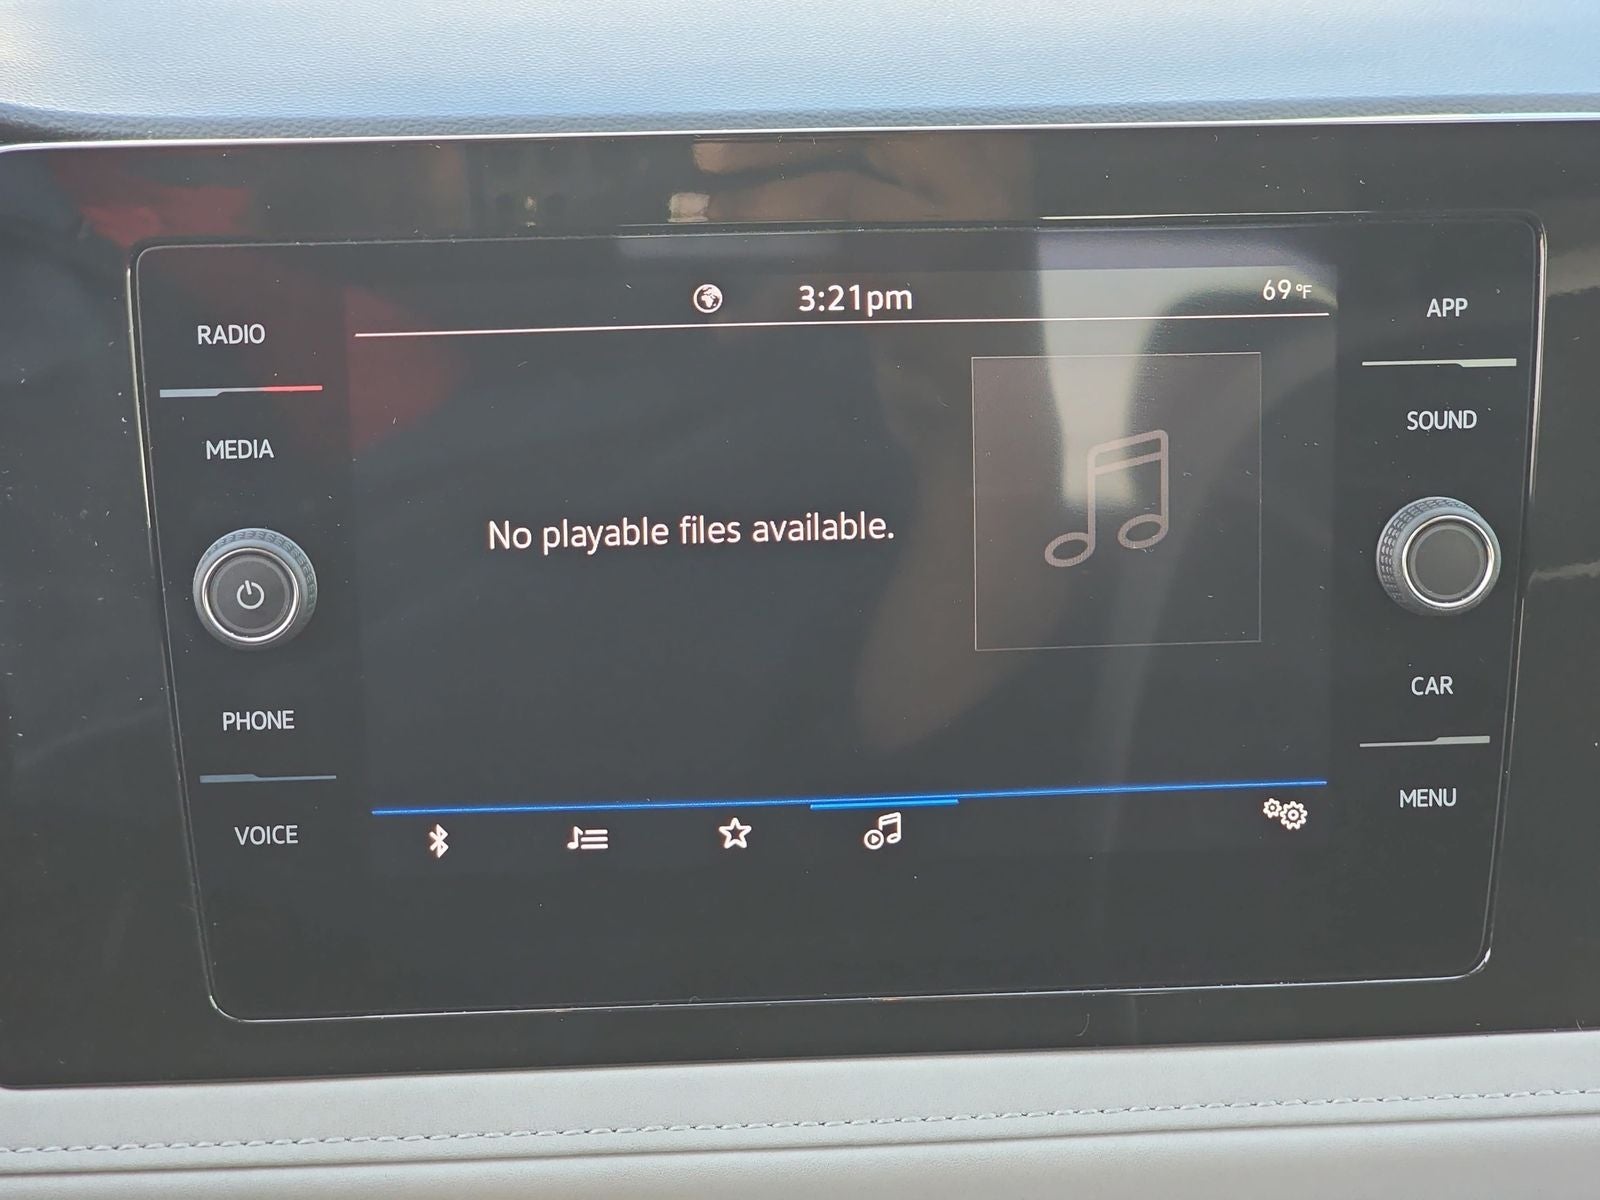 3:21pm
69°F
RADIO
APP
MEDIA
SOUND
No playable files available.
PHONE
CAR
VOICE
MENU